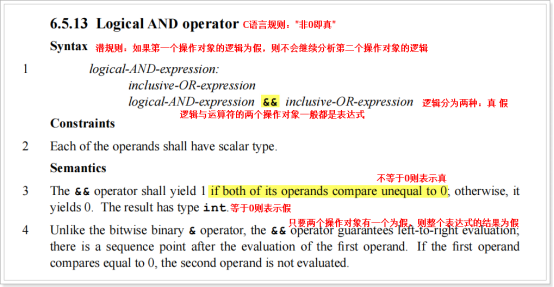 6.5.13 Logical AND operator C语言规则："非0即真"
Syntax 潜规则：如果第一个操作对象的逻辑为假，则不会继续分析第二个操作对象的逻辑
1 logical-AND-expression:
inclusive-OR-expression
logical-AND-expression && inclusive-OR-expression 逻辑分为两种：真 假
逻辑与运算符的两个操作对象一般都是表达式
Constraints
2 Each of the operands shall have scalar type.
Semantics
不等于0则表示真
3 The && operator shall yield 1 if both of its operands compare unequal to 0; otherwise, it
yields 0. The result has type int. 等于0则表示假
只要两个操作对象有一个为假，则整个表达式的结果为假
4 Unlike the bitwise binary & operator, the && operator guarantees left-to-right evaluation;
there is a sequence point after the evaluation of the first operand. If the first operand
compares equal to 0, the second operand is not evaluated.